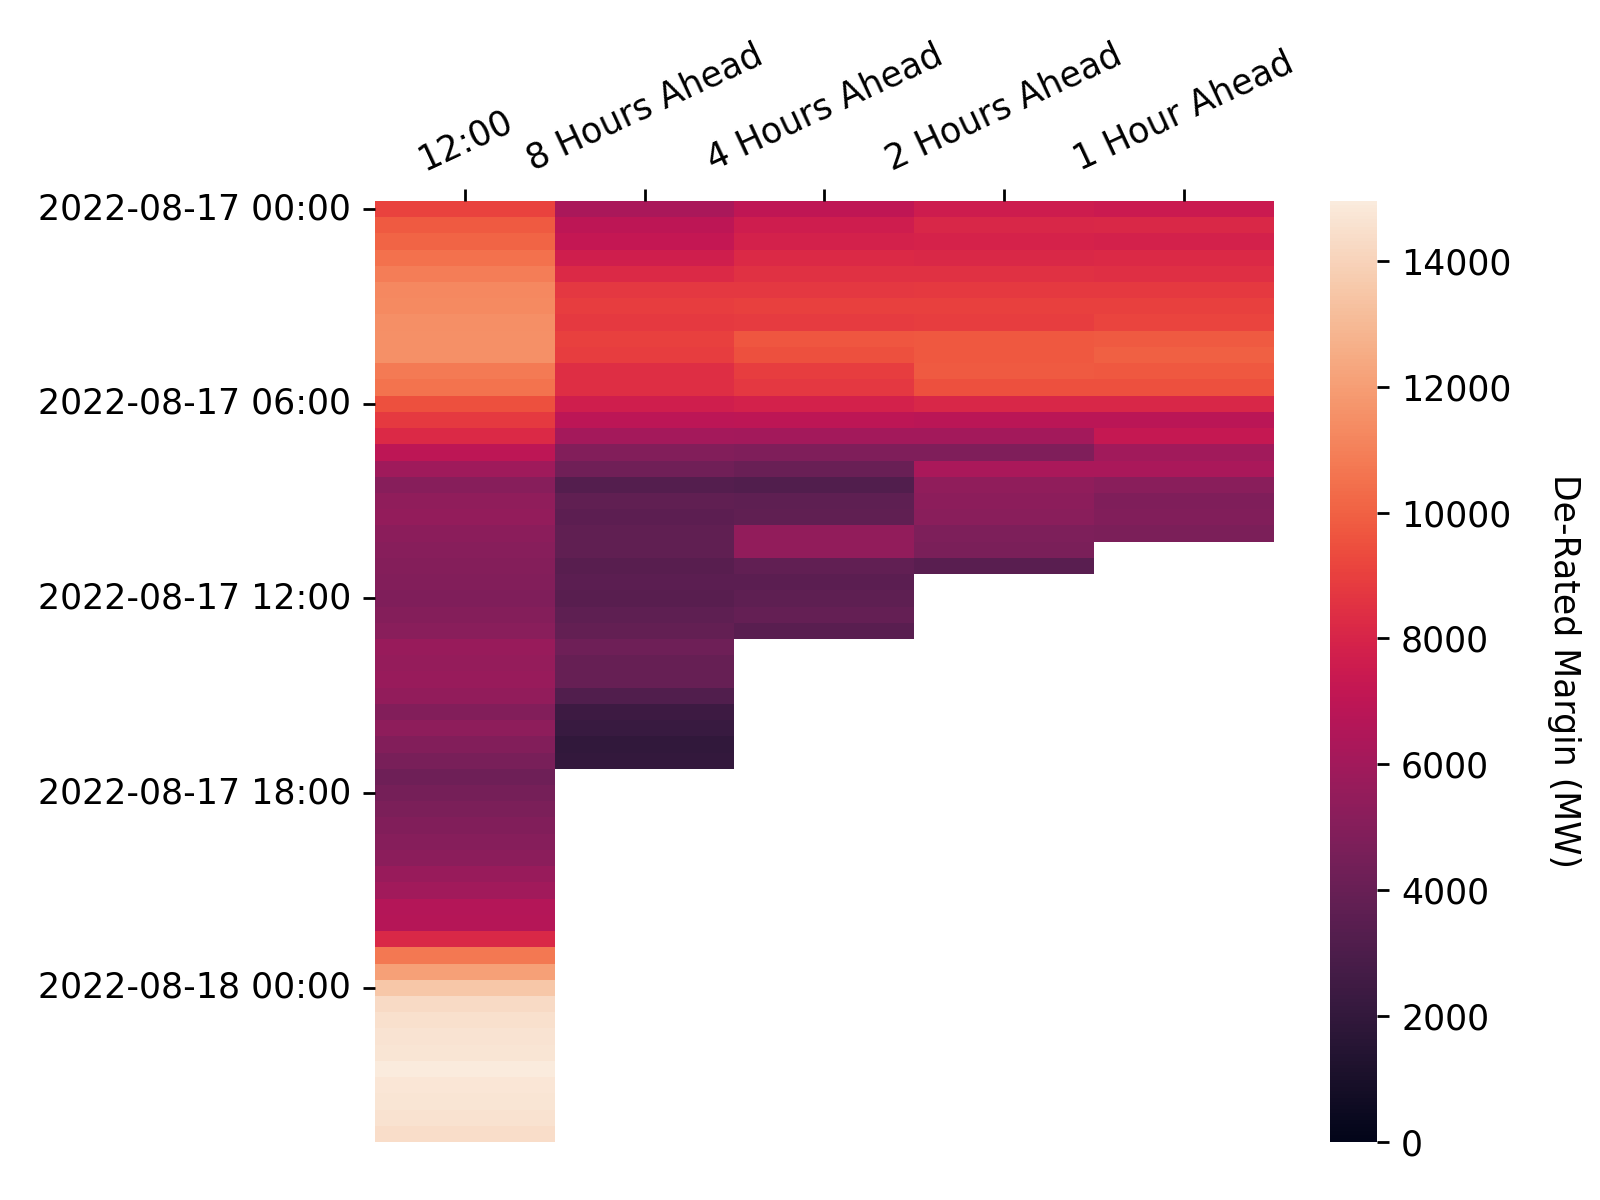 12:00
8 Hours Ahead
4 Hours Ahead
2 Hours Ahead
1 Hour Ahead
2022-08-17 00:00
2022-08-17 06:00
2022-08-17 12:00
2022-08-17 18:00
2022-08-18 00:00
14000
12000
10000
8000
6000
4000
2000
0
De-Rated Margin (MW)